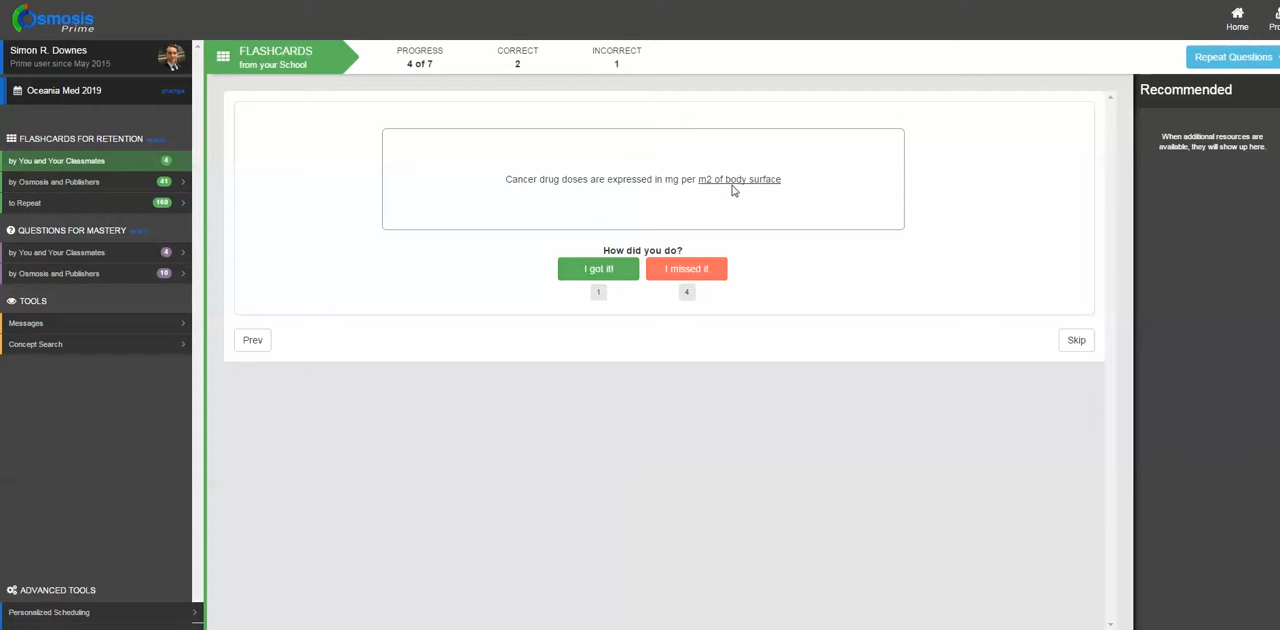 Osmosis
Prime
Home
Simon R. Downes
Prime user since May 2015
Oceania Med 2019
change
FLASHCARDS
from your School
PROGRESS
4 of 7
CORRECT
2
INCORRECT
1
Repeat Questions
FLASHCARDS FOR RETENTION
by You and Your Classmates
4
by Osmosis and Publishers
41
to Repeat
160
QUESTIONS FOR MASTERY
by You and Your Classmates
4
by Osmosis and Publishers
10
TOOLS
Messages
Concept Search
ADVANCED TOOLS
Personalized Scheduling
Cancer drug doses are expressed in mg per m2 of body surface
How did you do?
I got it!
I missed it
1
4
Prev
Skip
Recommended
When additional resources are
available, they will show up here.